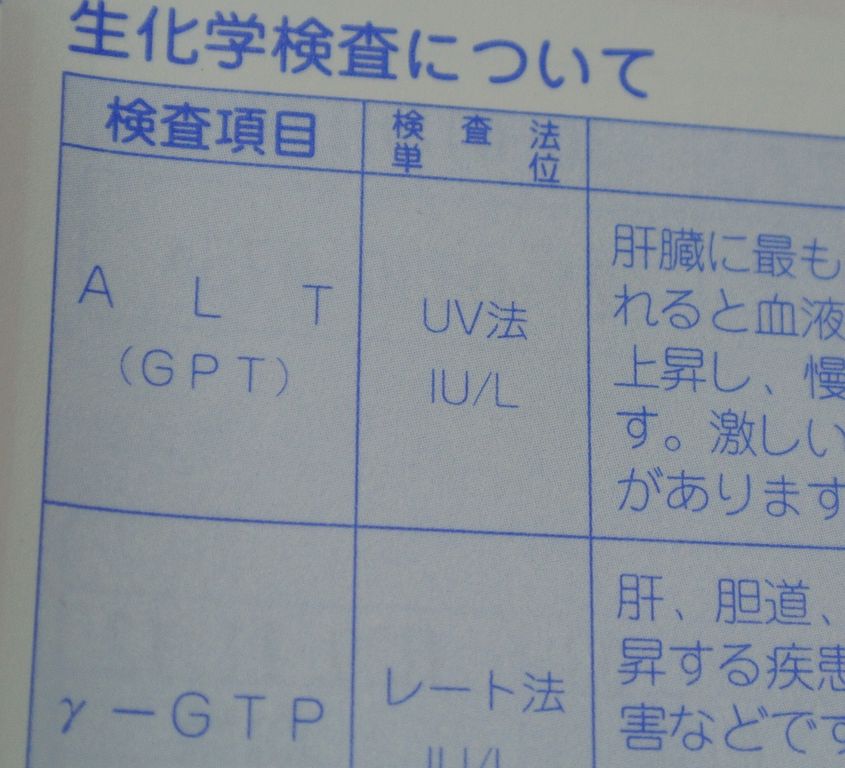 生化学検査について
検査項目
検査法
単位
ALT
(GPT)
UV法
IU/L
肝臓に最も
れると血液
上昇し、慢
す。激しい
があります
γ-GTP
レート法
IU/L
肝、胆道、
昇する疾患
害などです